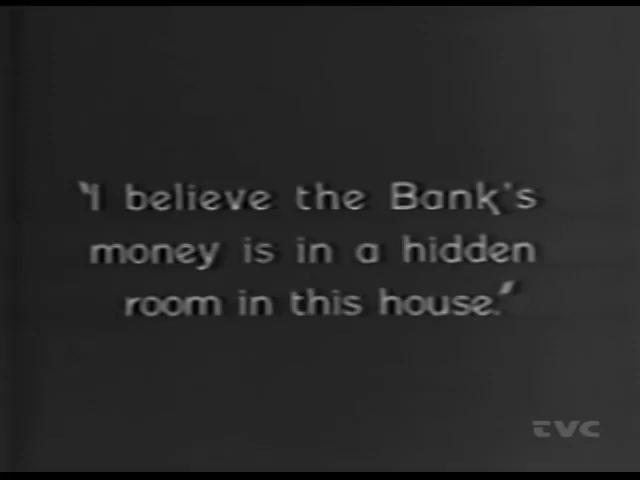 "I believe the Bank's
money is in a hidden
room in this house."
TVC